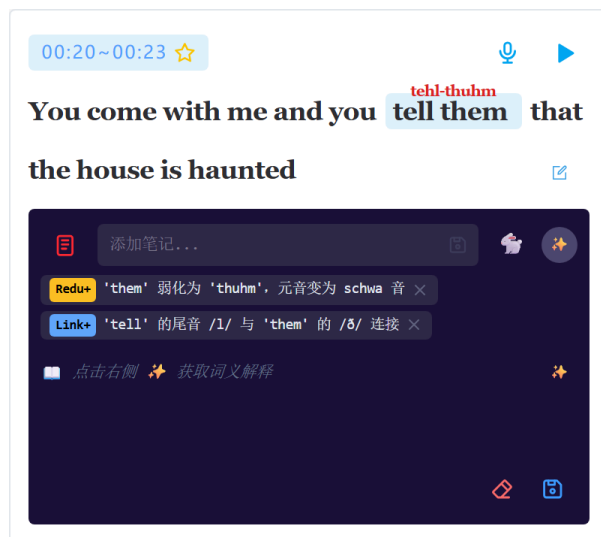 00:20~00:23
tehl-thuhm
You come with me and you tell them that
the house is haunted
添加笔记...
Redu+ 'them' 弱化为 'thuhm'，元音变为 schwa 音
Link+ 'tell' 的尾音 /l/ 与 'them' 的 /ð/ 连接
点击右侧 ✨ 获取词义解释